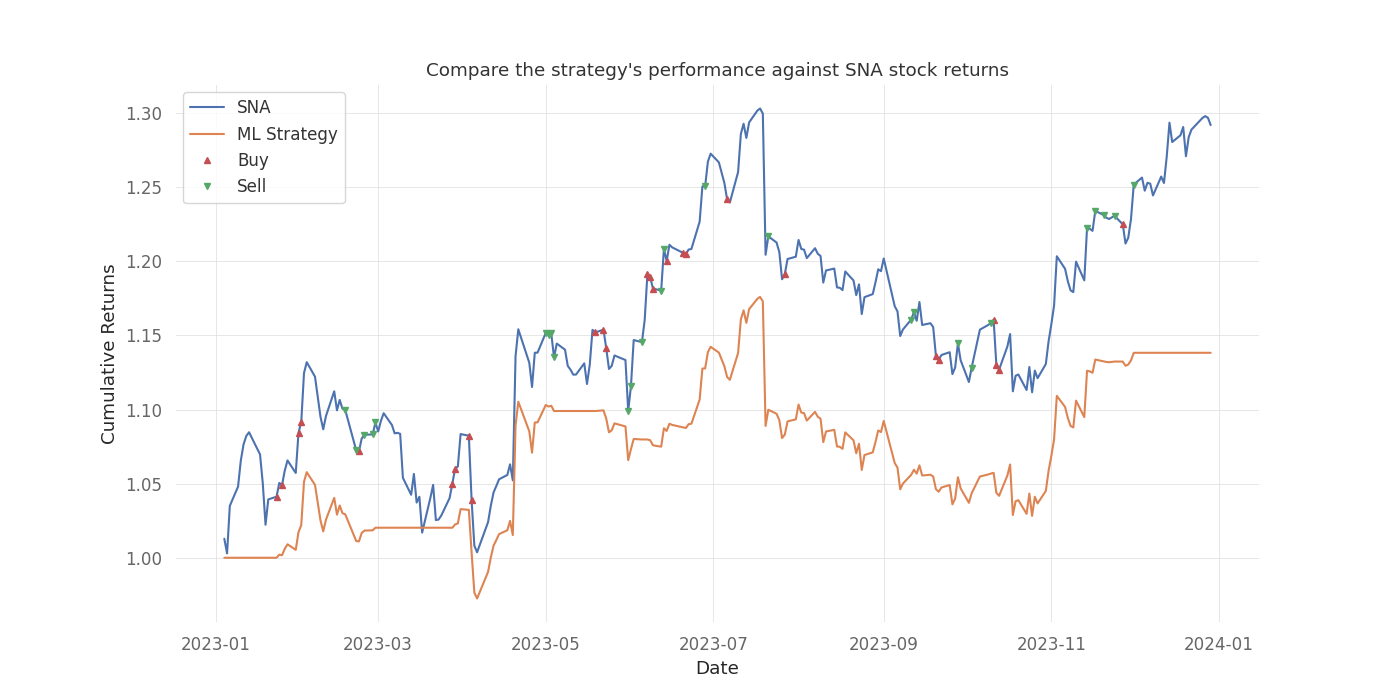 Compare the strategy's performance against SNA stock returns
SNA
ML Strategy
Buy
Sell
Cumulative Returns
1.30
1.25
1.20
1.15
1.10
1.05
1.00
2023-01
2023-03
2023-05
2023-07
2023-09
2023-11
2024-01
Date